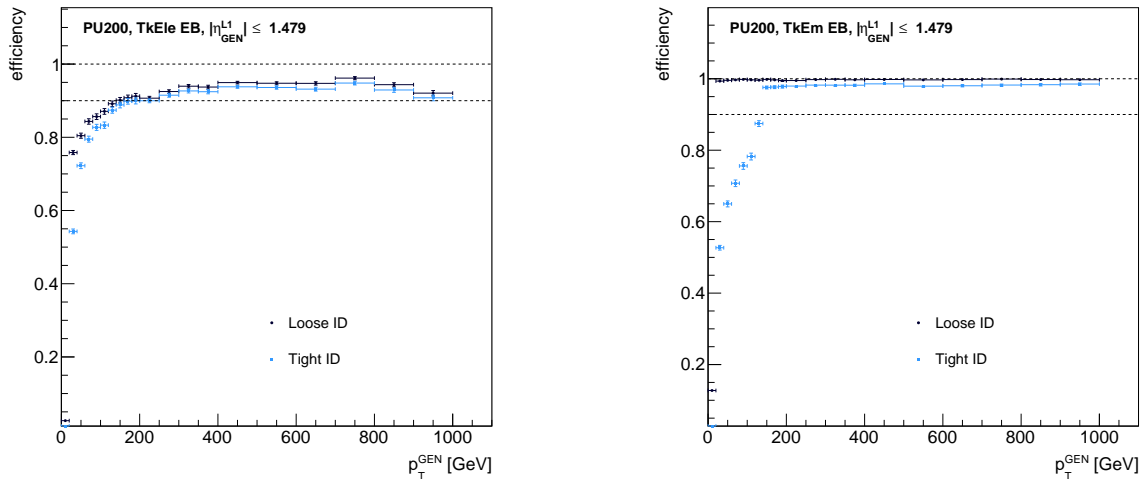 PU200, TkEle EB, |η^L1_GEN| ≤ 1.479
efficiency
1
0.8
0.6
0.4
0.2
Loose ID
Tight ID
0 200 400 600 800 1000
p_T^GEN [GeV]
PU200, TkEm EB, |η^L1_GEN| ≤ 1.479
efficiency
1
0.8
0.6
0.4
0.2
Loose ID
Tight ID
0 200 400 600 800 1000
p_T^GEN [GeV]